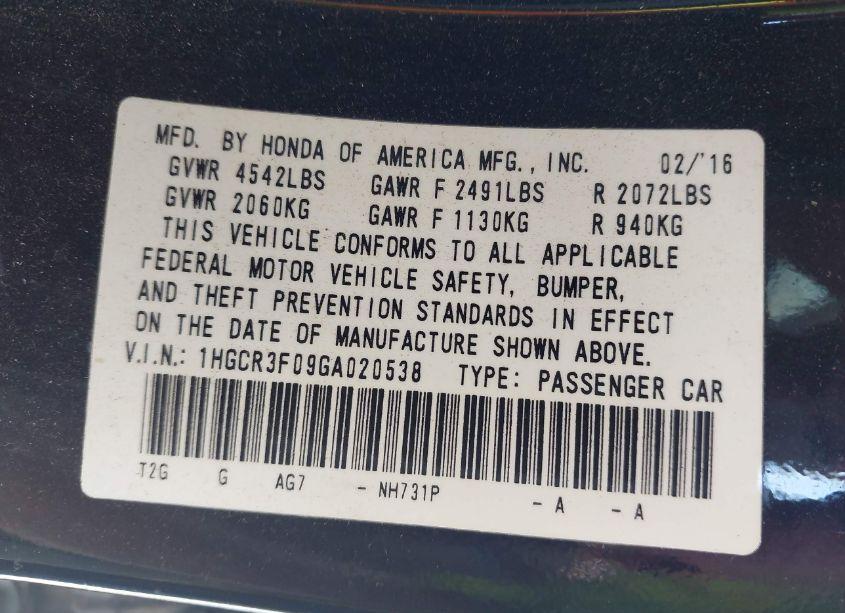 MFD. BY HONDA OF AMERICA MFG., INC. 02/'16
GVWR 4542LBS GAWR F 2491LBS R 2072LBS
GVWR 2060KG GAWR F 1130KG R 940KG
THIS VEHICLE CONFORMS TO ALL APPLICABLE
FEDERAL MOTOR VEHICLE SAFETY, BUMPER,
AND THEFT PREVENTION STANDARDS IN EFFECT
ON THE DATE OF MANUFACTURE SHOWN ABOVE.
V.I.N.: 1HGCR3F09GA020538 TYPE: PASSENGER CAR
T2G G AG7 - NH731P - A - A